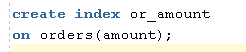 create index or_amount
on orders(amount);